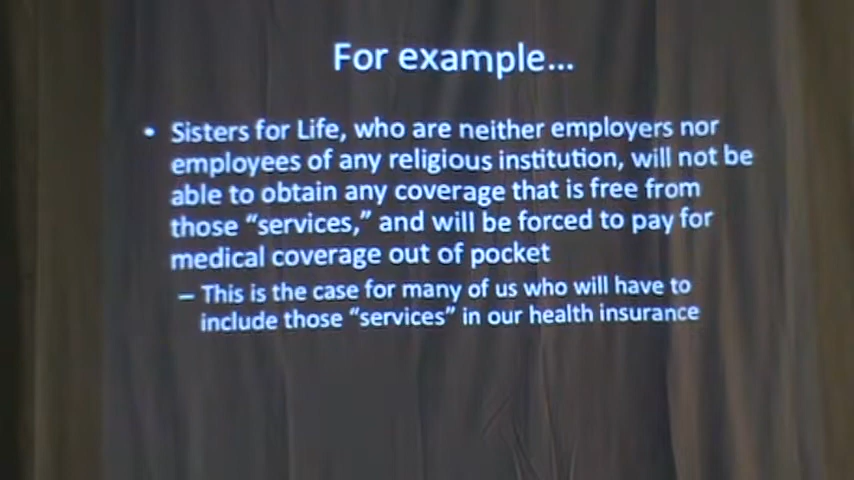 For example...
• Sisters for Life, who are neither employers nor
employees of any religious institution, will not be
able to obtain any coverage that is free from
those “services,” and will be forced to pay for
medical coverage out of pocket
– This is the case for many of us who will have to
include those “services” in our health insurance